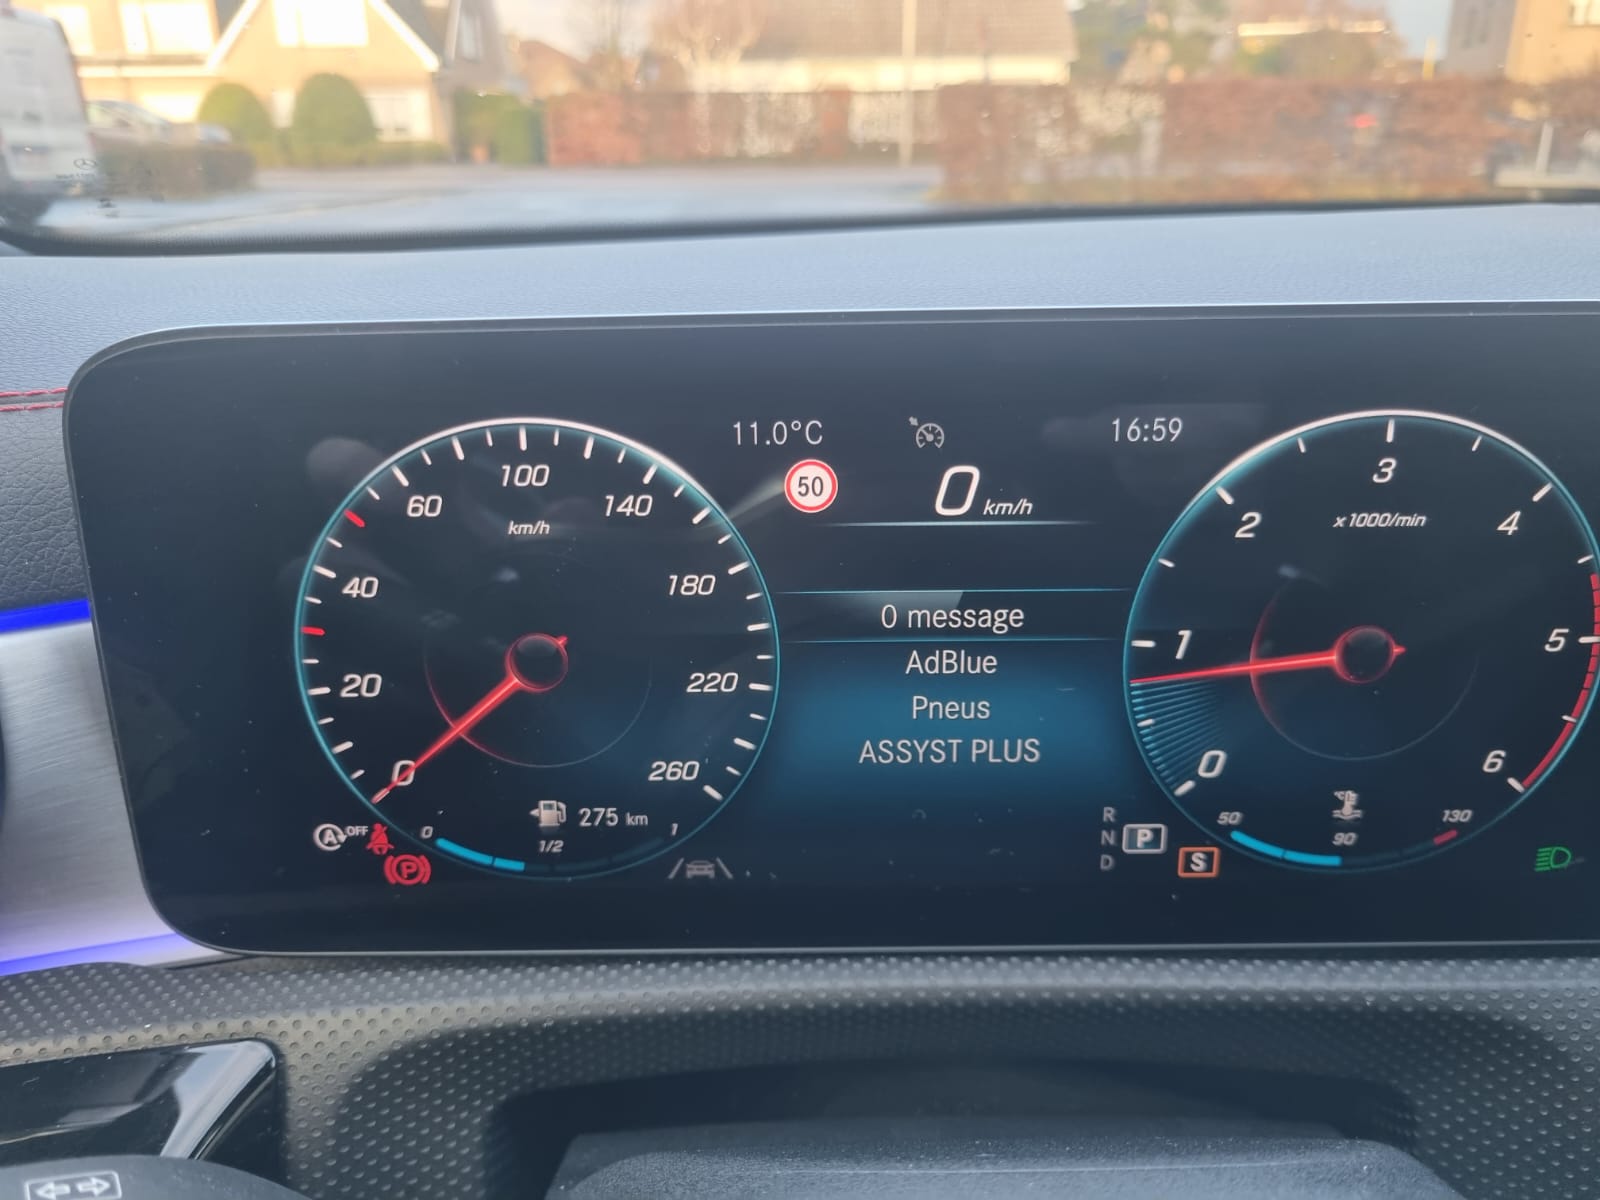 11.0°C
16:59
50
0 km/h
100
60
140
km/h
40
180
20
220
0
260
275 km
0
1/2
1
0 message
AdBlue
Pneus
ASSYST PLUS
3
2
4
x1000/min
1
5
0
6
50
90
130
°C
R
N
P
D
S
A OFF
P